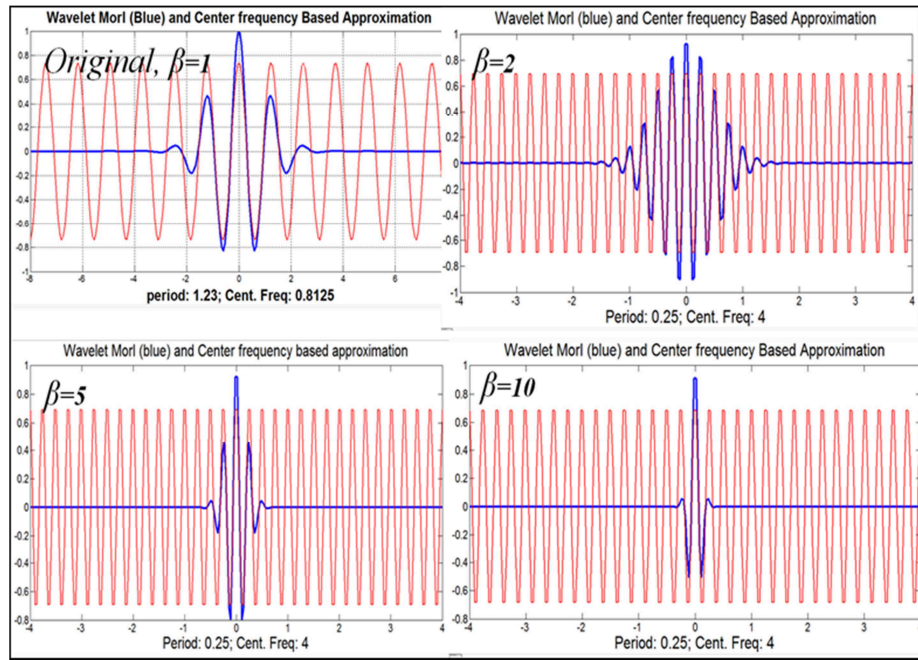 Wavelet Morl (Blue) and Center frequency Based Approximation
Original, β=1
1
0.8
0.6
0.4
0.2
0
-0.2
-0.4
-0.6
-0.8
-1
-8 -6 -4 -2 0 2 4 6
period: 1.23; Cent. Freq: 0.8125
Wavelet Morl (blue) and Center frequency Based Approximation
β=2
1
0.8
0.6
0.4
0.2
0
-0.2
-0.4
-0.6
-0.8
-1
-4 -3 -2 -1 0 1 2 3 4
Period: 0.25; Cent. Freq: 4
Wavelet Morl (blue) and Center frequency based approximation
β=5
1
0.8
0.6
0.4
0.2
0
-0.2
-0.4
-0.6
-0.8
-4 -3 -2 -1 0 1 2 3 4
Period: 0.25; Cent. Freq: 4
Wavelet Morl (blue) and Center frequency Based Approximation
β=10
1
0.8
0.6
0.4
0.2
0
-0.2
-0.4
-0.6
-0.8
-4 -3 -2 -1 0 1 2 3
Period: 0.25; Cent. Freq: 4